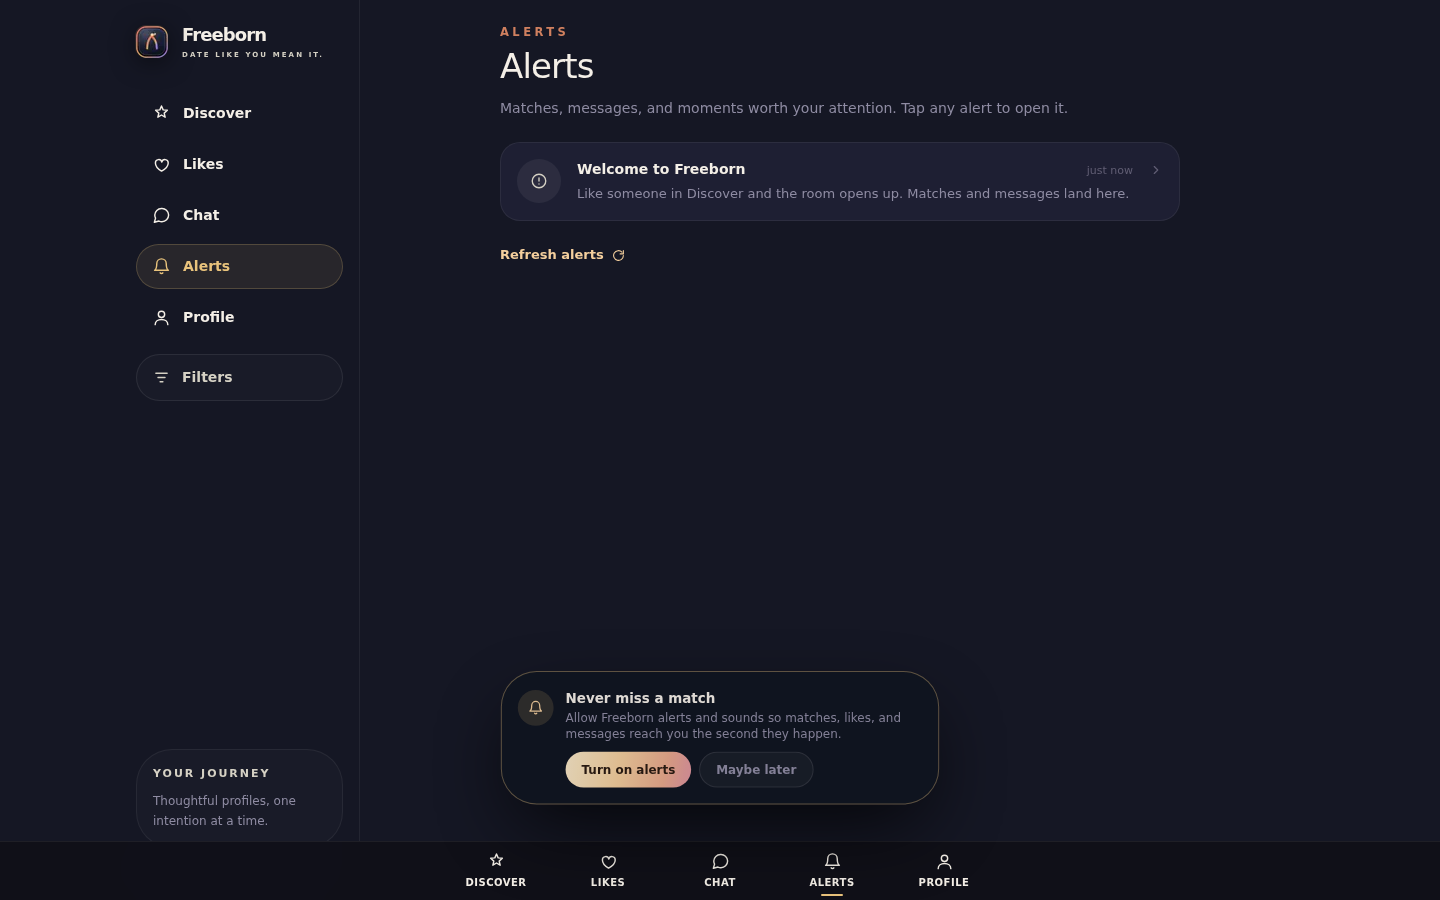 Freeborn
DATE LIKE YOU MEAN IT.
Discover
Likes
Chat
Alerts
Profile
Filters
YOUR JOURNEY
Thoughtful profiles, one
intention at a time.
ALERTS
Alerts
Matches, messages, and moments worth your attention. Tap any alert to open it.
Welcome to Freeborn
just now
Like someone in Discover and the room opens up. Matches and messages land here.
Refresh alerts
Never miss a match
Allow Freeborn alerts and sounds so matches, likes, and
messages reach you the second they happen.
Turn on alerts
Maybe later
DISCOVER
LIKES
CHAT
ALERTS
PROFILE